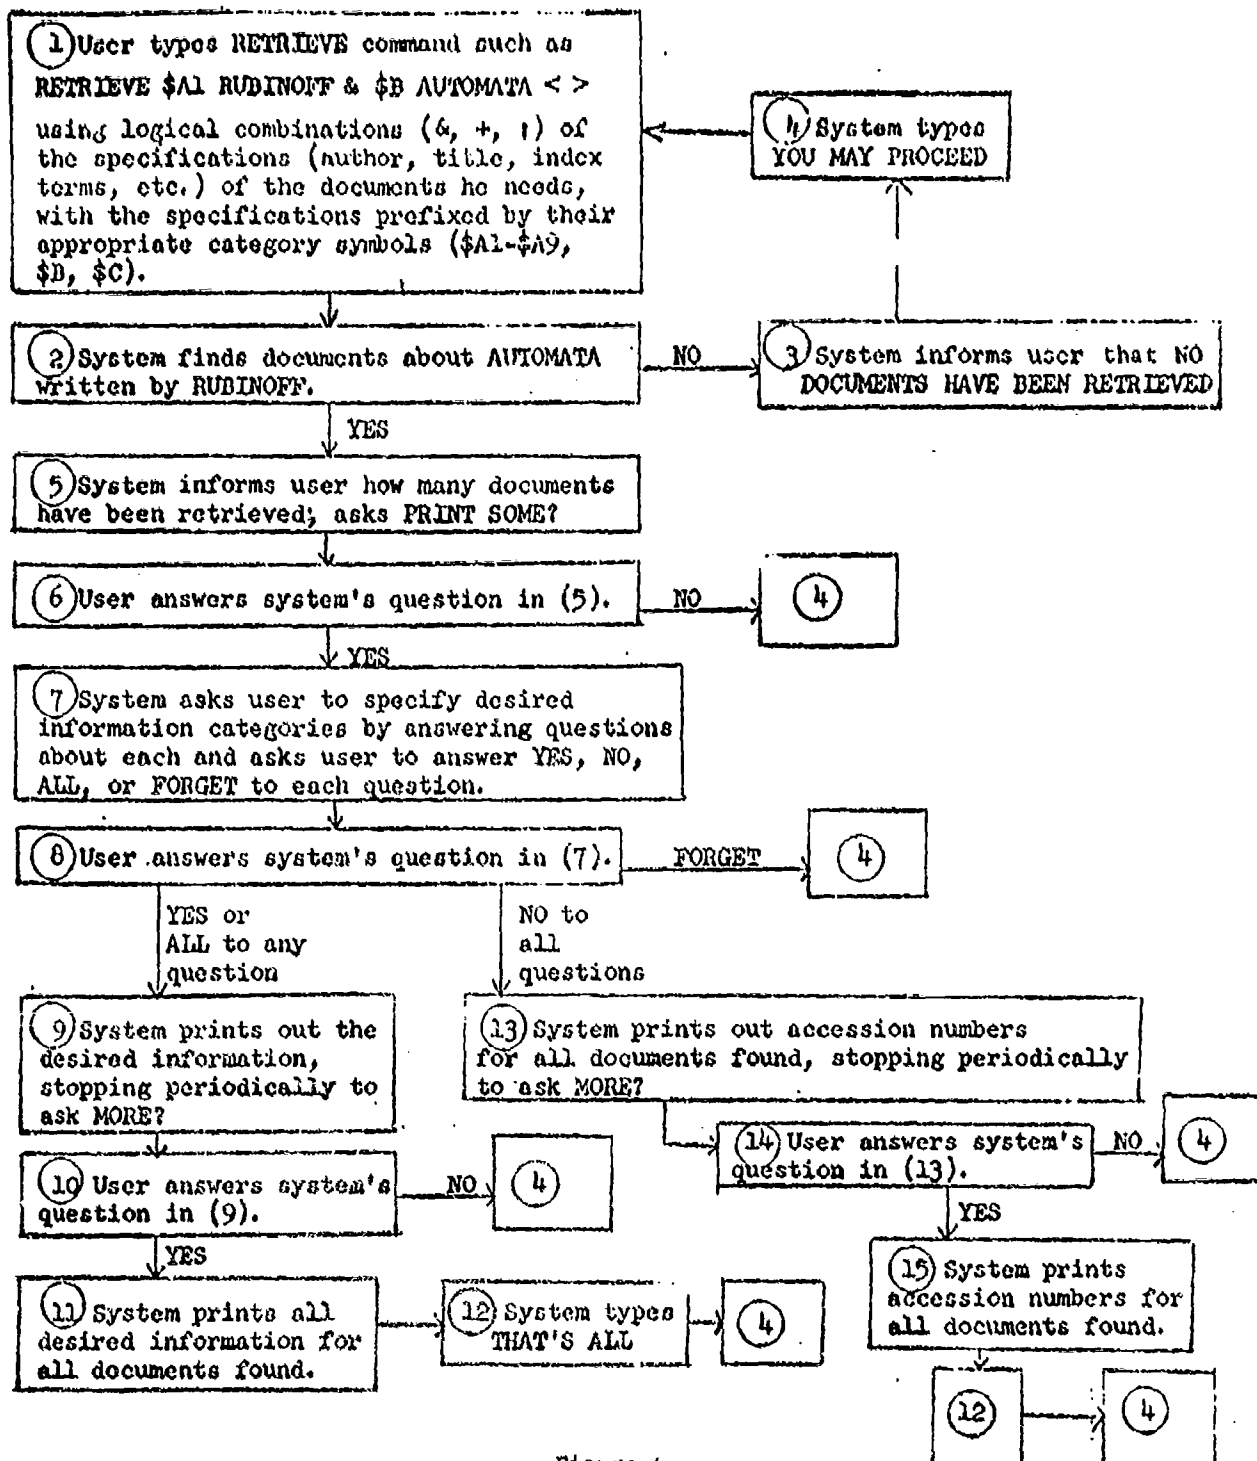 1 User types RETRIEVE command such as
RETRIEVE $A1 RUBINOFF & $B AUTOMATA < >
using logical combinations (&, +, ) of
the specifications (author, title, index
terms, etc.) of the documents he needs,
with the specifications prefixed by their
appropriate category symbols ($A1-$A9,
$B, $C).
4 System types
YOU MAY PROCEED
2 System finds documents about AUTOMATA
written by RUBINOFF.
NO
3 System informs user that NO
DOCUMENTS HAVE BEEN RETRIEVED
YES
5 System informs user how many documents
have been retrieved; asks PRINT SOME?
6 User answers system's question in (5).
NO
4
YES
7 System asks user to specify desired
information categories by answering questions
about each and asks user to answer YES, NO,
ALL, or FORGET to each question.
8 User answers system's question in (7).
FORGET
4
YES or
ALL to any
question
NO to
all
questions
9 System prints out the
desired information,
stopping periodically to
ask MORE?
13 System prints out accession numbers
for all documents found, stopping periodically
to ask MORE?
10 User answers system's
question in (9).
NO
4
14 User answers system's
question in (13).
NO
4
YES
YES
11 System prints all
desired information for
all documents found.
12 System types
THAT'S ALL
4
15 System prints
accession numbers for
all documents found.
12
4